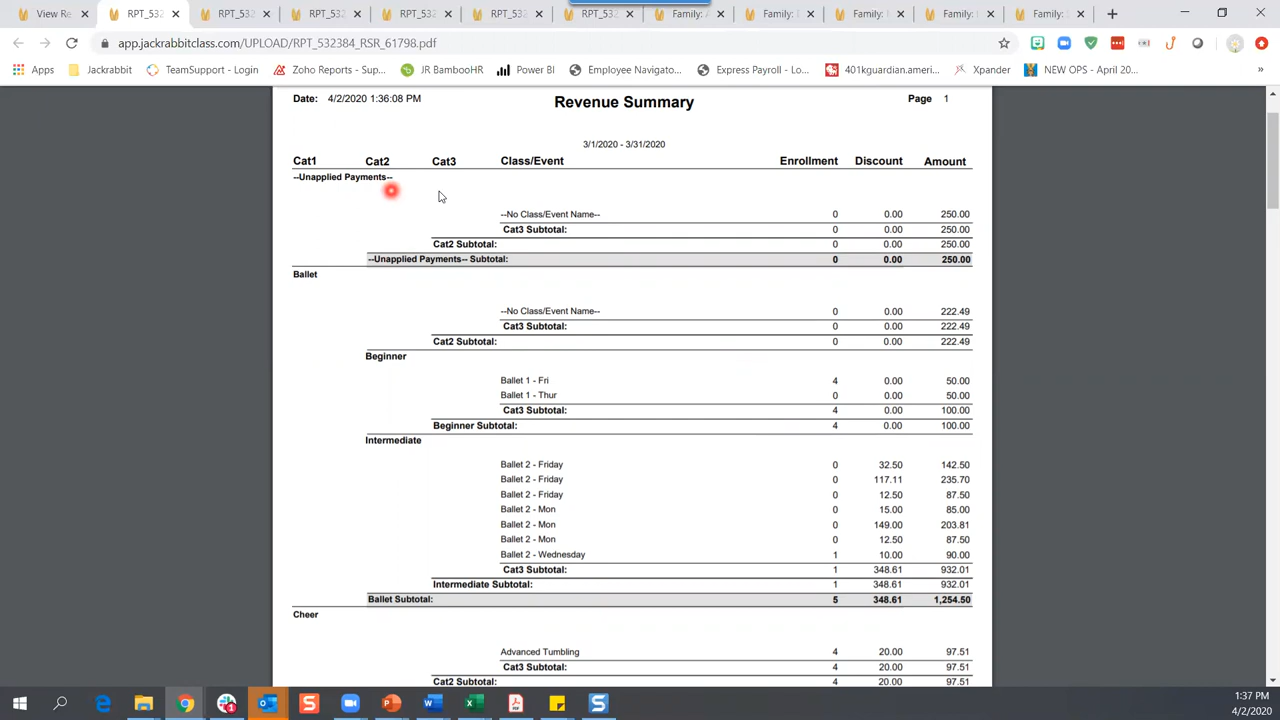 View Re
RPT_532
RPT_532
RPT_532
RPT_532
RPT_532
RPT_532
Family: A
Family:
Family:
Family:
Family:
app.jackrabbitclass.com/UPLOAD/RPT_532384_RSR_61798.pdf
Apps Jackrabbit TeamSupport - Login Zoho Reports - Sup... JR BambooHR Power BI Employee Navigato... Express Payroll - Lo... 401kguardian.ameri... Xpander NEW OPS - April 20... »
Date: 4/2/2020 1:36:08 PM Revenue Summary Page 1
3/1/2020 - 3/31/2020
Cat1 Cat2 Cat3 Class/Event Enrollment Discount Amount
--Unapplied Payments--
--No Class/Event Name-- 0 0.00 250.00
Cat3 Subtotal: 0 0.00 250.00
Cat2 Subtotal: 0 0.00 250.00
--Unapplied Payments-- Subtotal: 0 0.00 250.00
Ballet
--No Class/Event Name-- 0 0.00 222.49
Cat3 Subtotal: 0 0.00 222.49
Cat2 Subtotal: 0 0.00 222.49
Beginner
Ballet 1 - Fri 4 0.00 50.00
Ballet 1 - Thur 0 0.00 50.00
Cat3 Subtotal: 4 0.00 100.00
Beginner Subtotal: 4 0.00 100.00
Intermediate
Ballet 2 - Friday 0 32.50 142.50
Ballet 2 - Friday 0 117.11 235.70
Ballet 2 - Friday 0 12.50 87.50
Ballet 2 - Mon 0 15.00 85.00
Ballet 2 - Mon 0 149.00 203.81
Ballet 2 - Mon 0 12.50 87.50
Ballet 2 - Wednesday 1 10.00 90.00
Cat3 Subtotal: 1 348.61 932.01
Intermediate Subtotal: 1 348.61 932.01
Ballet Subtotal: 5 348.61 1,254.50
Cheer
Advanced Tumbling 4 20.00 97.51
Cat3 Subtotal: 4 20.00 97.51
Cat2 Subtotal: 4 20.00 97.51
1:37 PM
4/2/2020